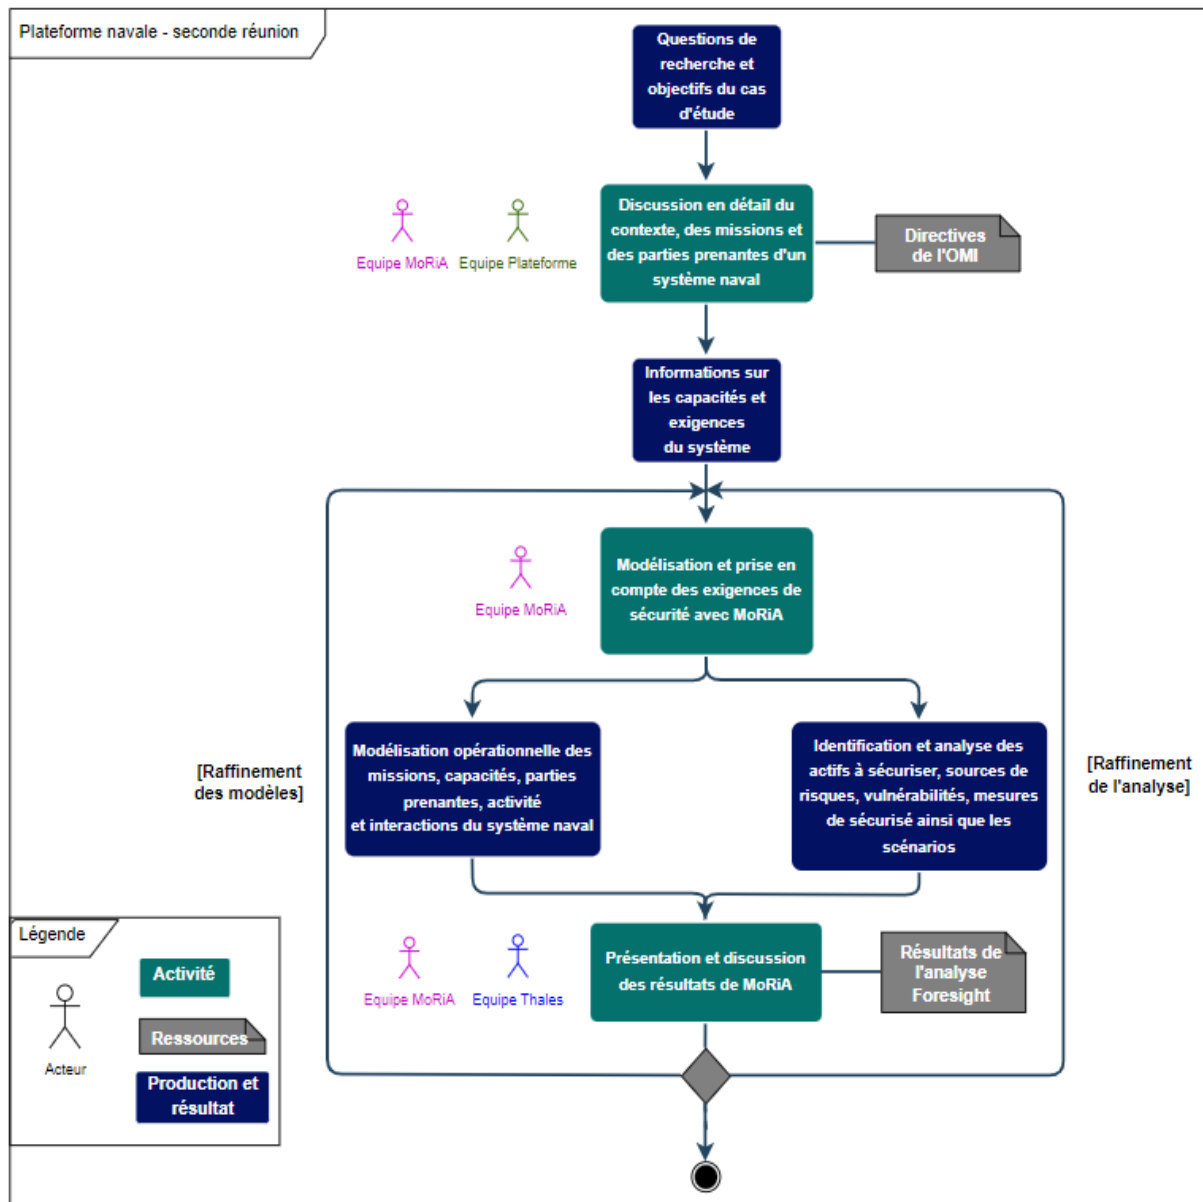 Plateforme navale - seconde réunion
Questions de
recherche et
objectifs du cas
d'étude
Discussion en détail du
contexte, des missions et
des parties prenantes d'un
système naval
Equipe MoRiA
Equipe Plateforme
Directives
de l'OMI
Informations sur
les capacités et
exigences
du système
Modélisation et prise en
compte des exigences de
sécurité avec MoRiA
Equipe MoRiA
[Raffinement
des modèles]
Modélisation opérationnelle des
missions, capacités, parties
prenantes, activité
et interactions du système naval
Identification et analyse des
actifs à sécuriser, sources de
risques, vulnérabilités, mesures
de sécurisé ainsi que les
scénarios
[Raffinement
de l'analyse]
Présentation et discussion
des résultats de MoRiA
Equipe MoRiA
Equipe Thales
Résultats de
l'analyse
Foresight
Légende
Acteur
Activité
Ressources
Production et
résultat